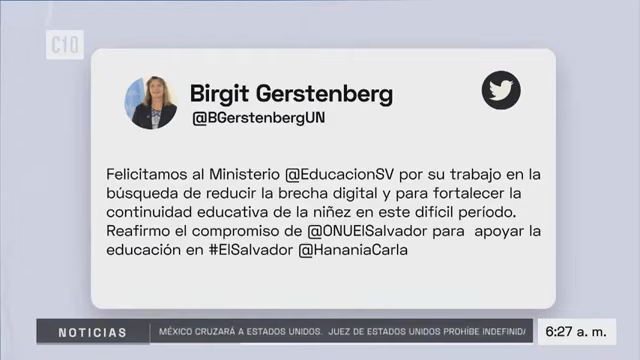 C10
Birgit Gerstenberg
@BGerstenbergUN
Felicitamos al Ministerio @EducacionSV por su trabajo en la
búsqueda de reducir la brecha digital y para fortalecer la
continuidad educativa de la niñez en este difícil período.
Reafirmo el compromiso de @ONUElSalvador para apoyar la
educación en #ElSalvador @HananiaCarla
NOTICIAS
MÉXICO CRUZARÁ A ESTADOS UNIDOS. JUEZ DE ESTADOS UNIDOS PROHÍBE INDEFINIDA
6:27 a. m.